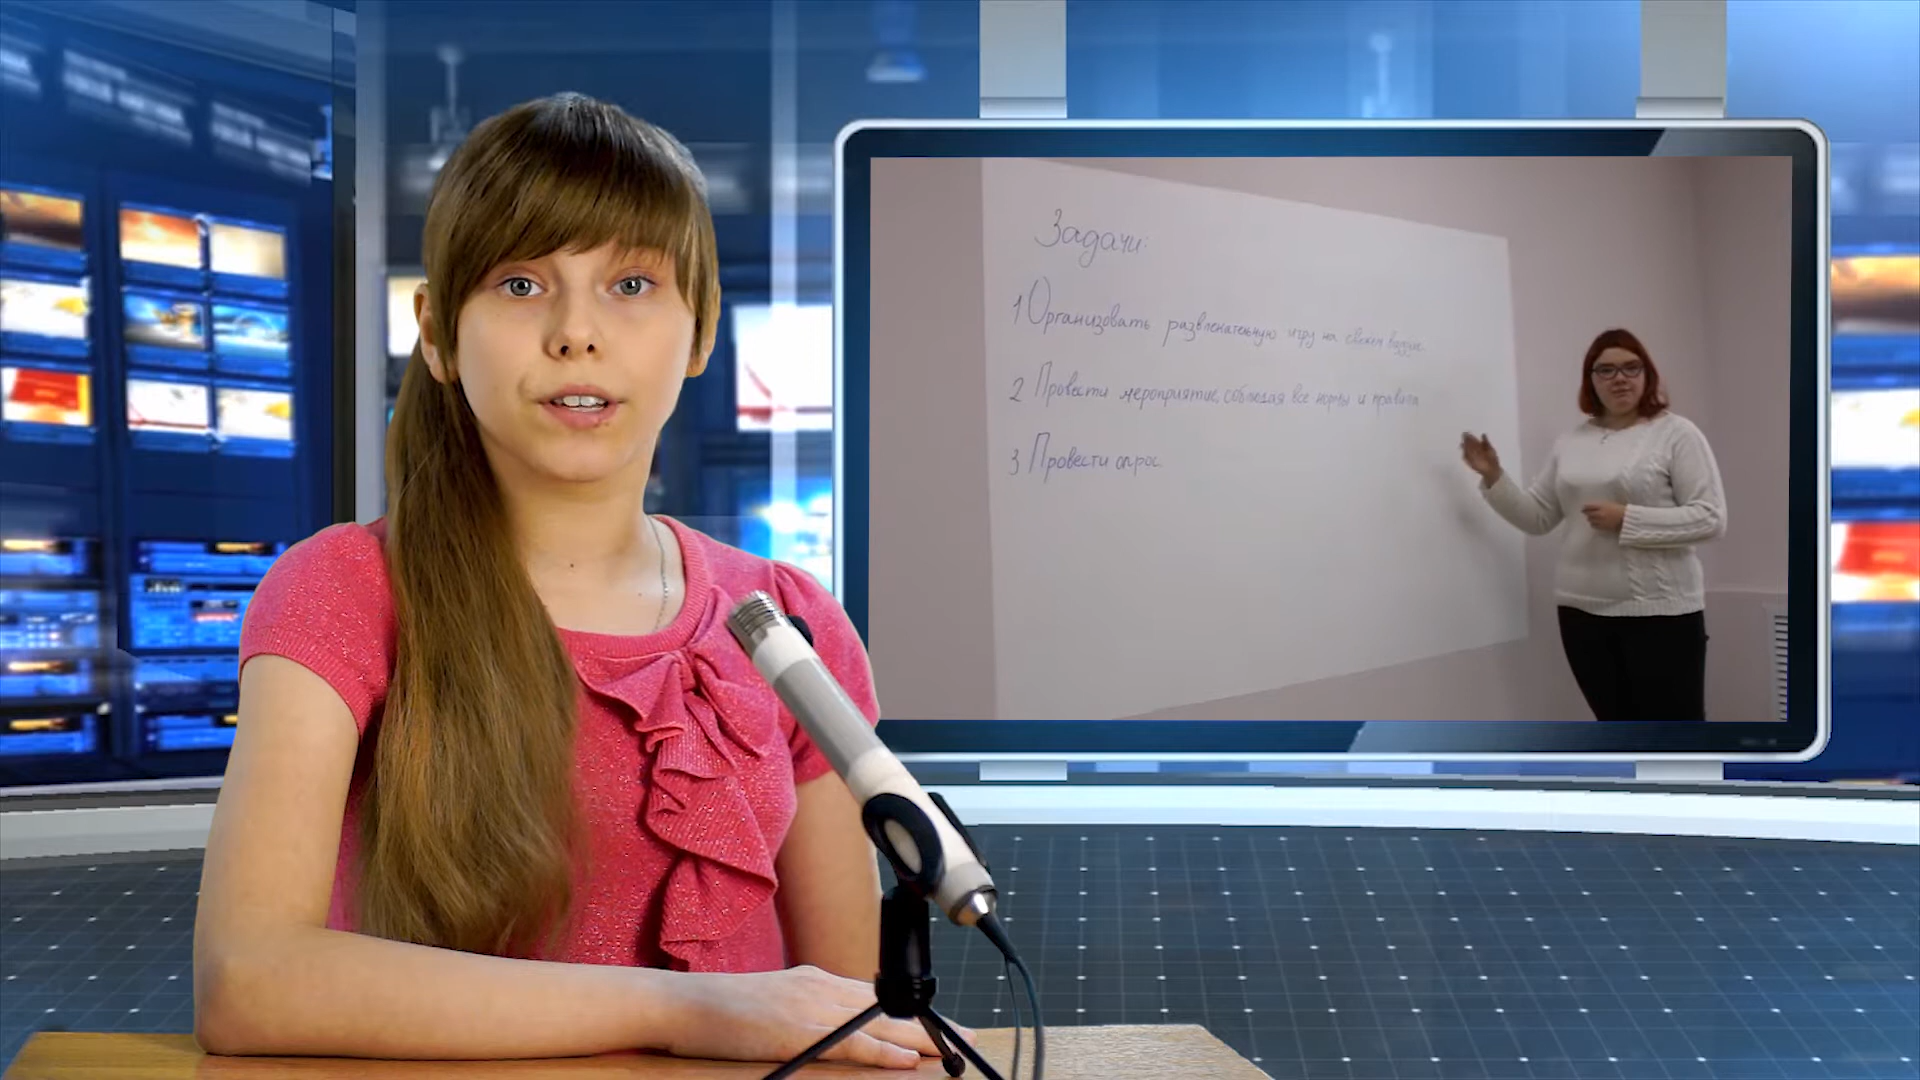 Задачи:
1 Организовать развлекательную игру на свежем воздухе
2 Провести мероприятие, соблюдая все нормы и правила
3 Провести опрос